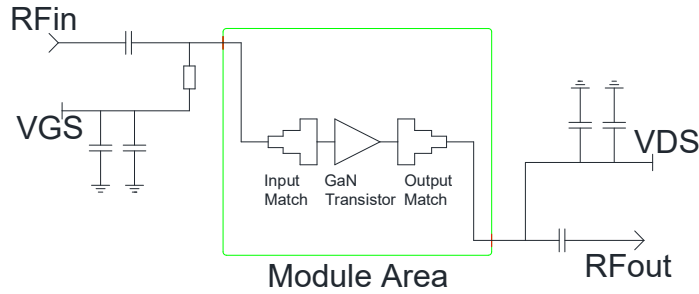 RFin
VGS
Input
Match
GaN
Transistor
Output
Match
VDS
RFout
Module Area